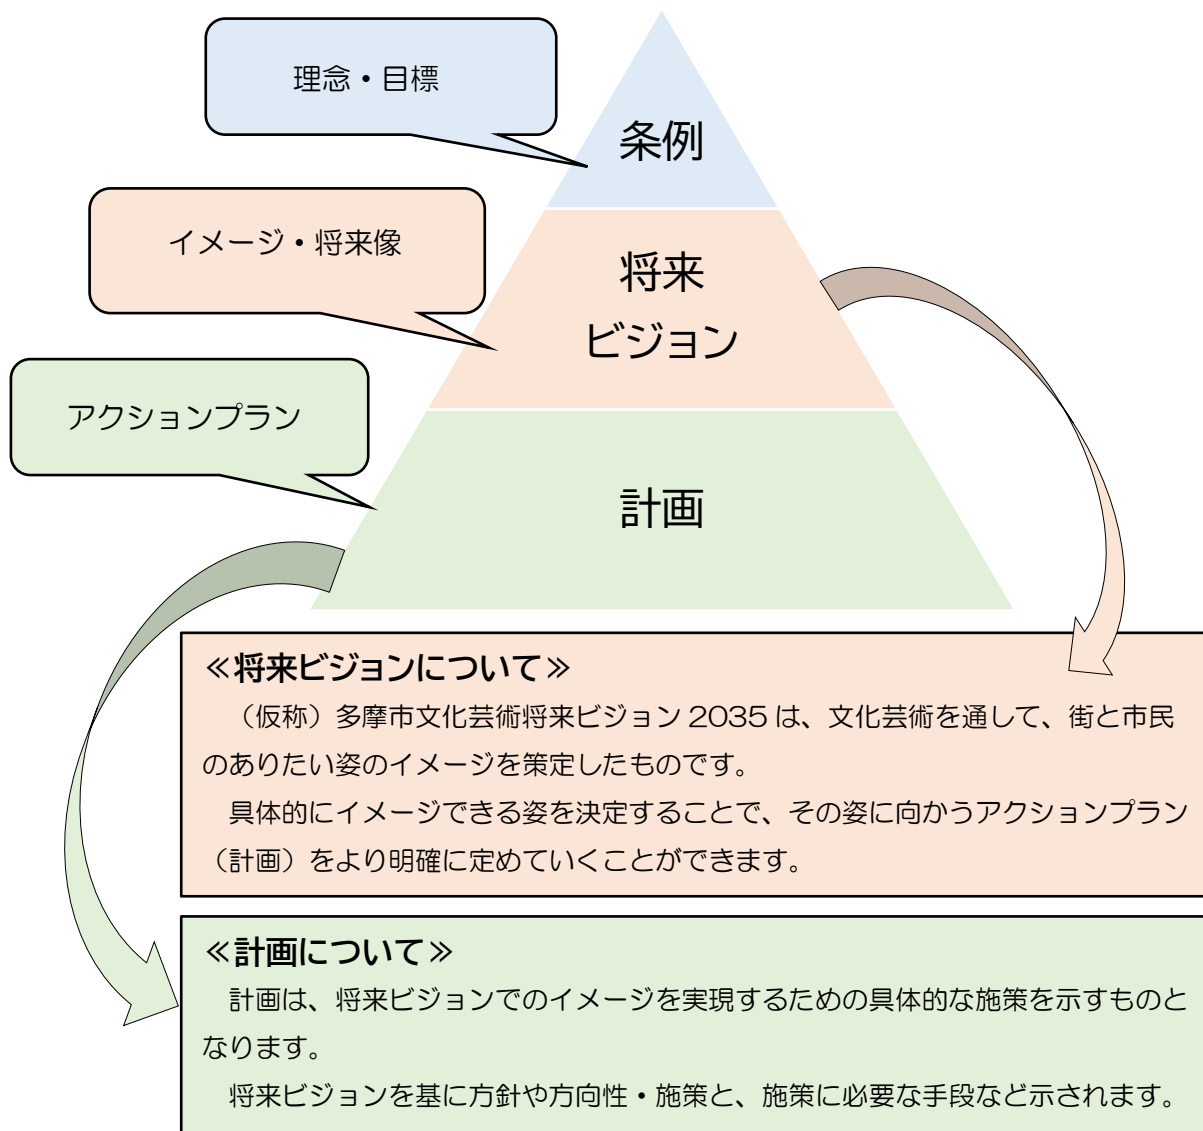 理念・目標
条例
イメージ・将来像
将来
ビジョン
アクションプラン
計画
≪将来ビジョンについて≫
（仮称）多摩市文化芸術将来ビジョン 2035 は、文化芸術を通して、街と市民
のありたい姿のイメージを策定したものです。
具体的にイメージできる姿を決定することで、その姿に向かうアクションプラン
（計画）をより明確に定めていくことができます。
≪計画について≫
計画は、将来ビジョンでのイメージを実現するための具体的な施策を示すものと
なります。
将来ビジョンを基に方針や方向性・施策と、施策に必要な手段など示されます。